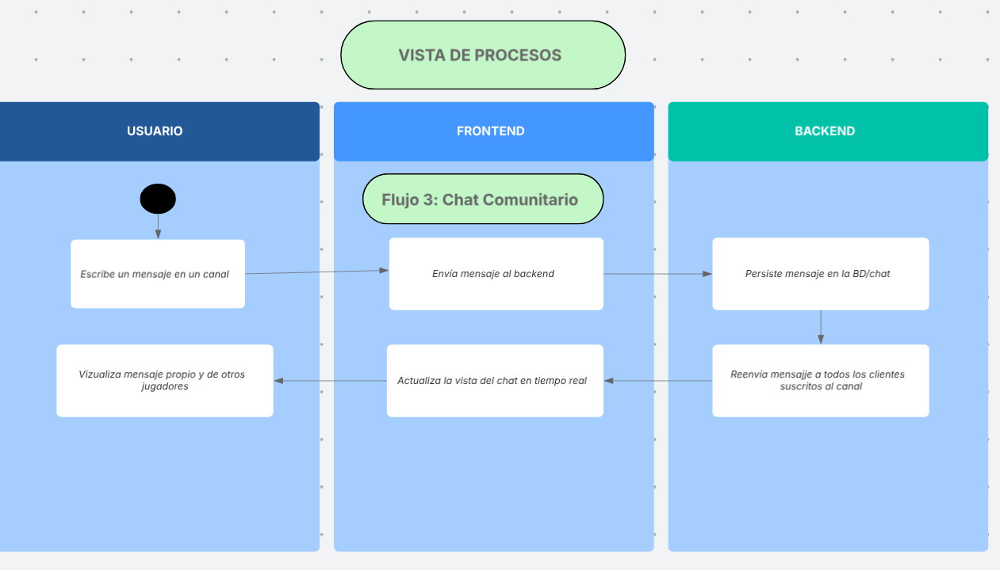 VISTA DE PROCESOS
USUARIO
FRONTEND
BACKEND
Flujo 3: Chat Comunitario
Escribe un mensaje en un canal
Envía mensaje al backend
Persiste mensaje en la BD/chat
Vizualiza mensaje propio y de otros
jugadores
Actualiza la vista del chat en tiempo real
Reenvía mensajje a todos los clientes
suscritos al canal